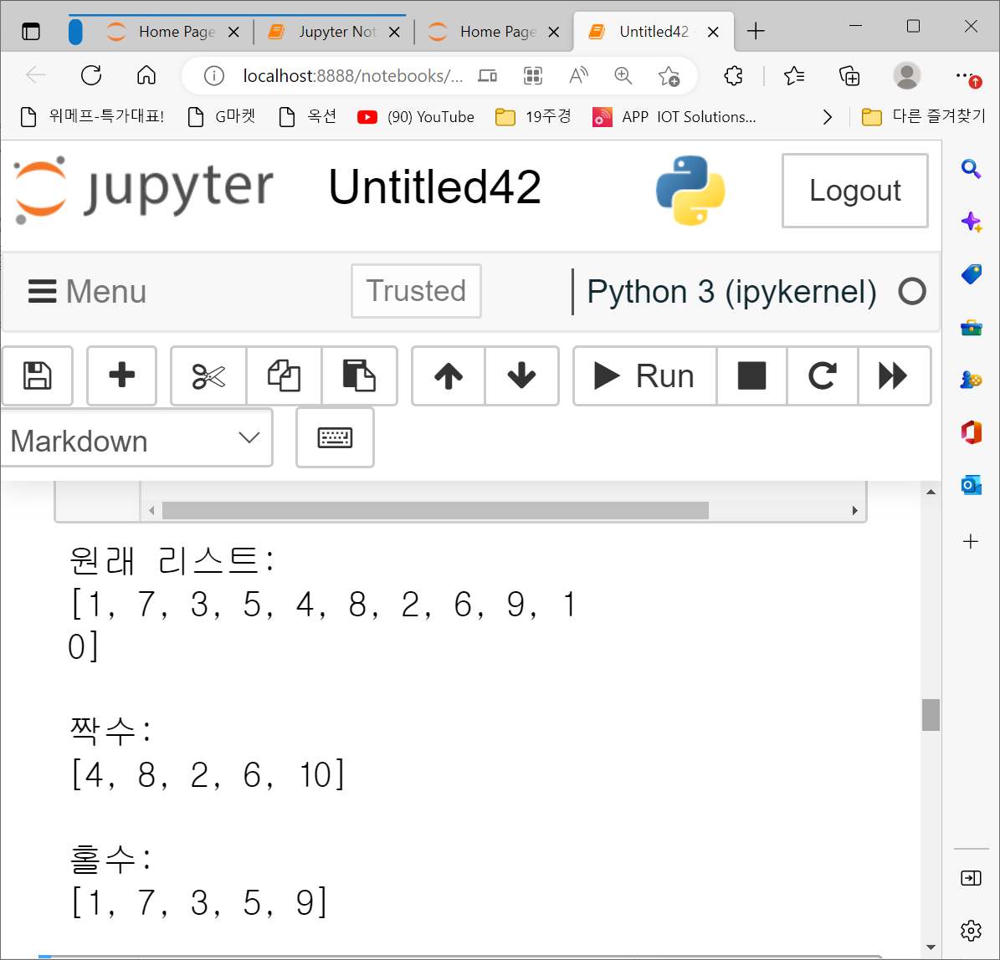 Home Page
Jupyter Not
Home Page
Untitled42
localhost:8888/notebooks/...
위메프-특가대표!
G마켓
옥션
(90) YouTube
19주경
APP IOT Solutions...
다른 즐겨찾기
jupyter
Untitled42
Logout
Menu
Trusted
Python 3 (ipykernel)
Run
Markdown
원래 리스트:
[1, 7, 3, 5, 4, 8, 2, 6, 9, 1
0]
짝수:
[4, 8, 2, 6, 10]
홀수:
[1, 7, 3, 5, 9]